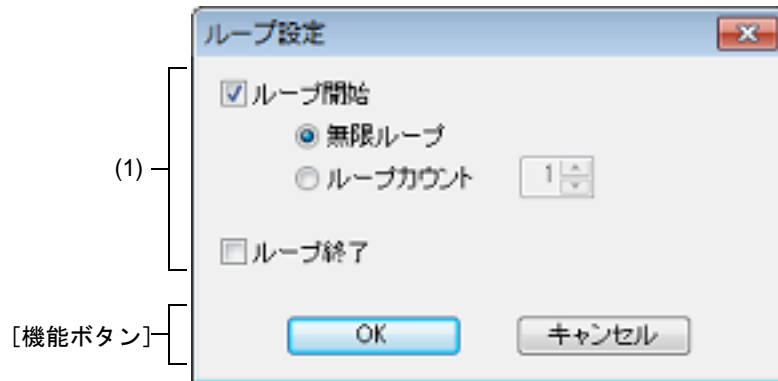 ループ設定
ループ開始
無限ループ
(1)
ループカウント 1
ループ終了
[機能ボタン]
OK キャンセル